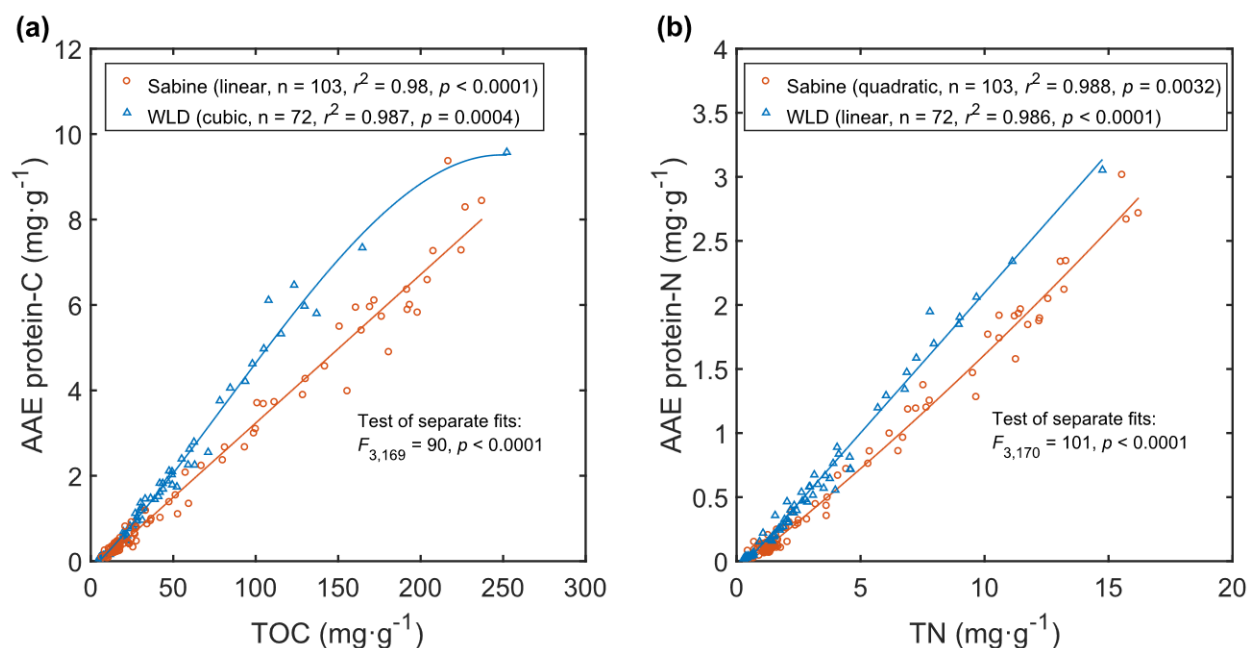 (a)
12
10
8
6
4
2
0
AAE protein-C (mg·g⁻¹)
Sabine (linear, n = 103, r² = 0.98, p < 0.0001)
WLD (cubic, n = 72, r² = 0.987, p = 0.0004)
Test of separate fits:
F₃,₁₆₉ = 90, p < 0.0001
0 50 100 150 200 250 300
TOC (mg·g⁻¹)
(b)
4
3.5
3
2.5
2
1.5
1
0.5
0
AAE protein-N (mg·g⁻¹)
Sabine (quadratic, n = 103, r² = 0.988, p = 0.0032)
WLD (linear, n = 72, r² = 0.986, p < 0.0001)
Test of separate fits:
F₃,₁₇₀ = 101, p < 0.0001
0 5 10 15 20
TN (mg·g⁻¹)